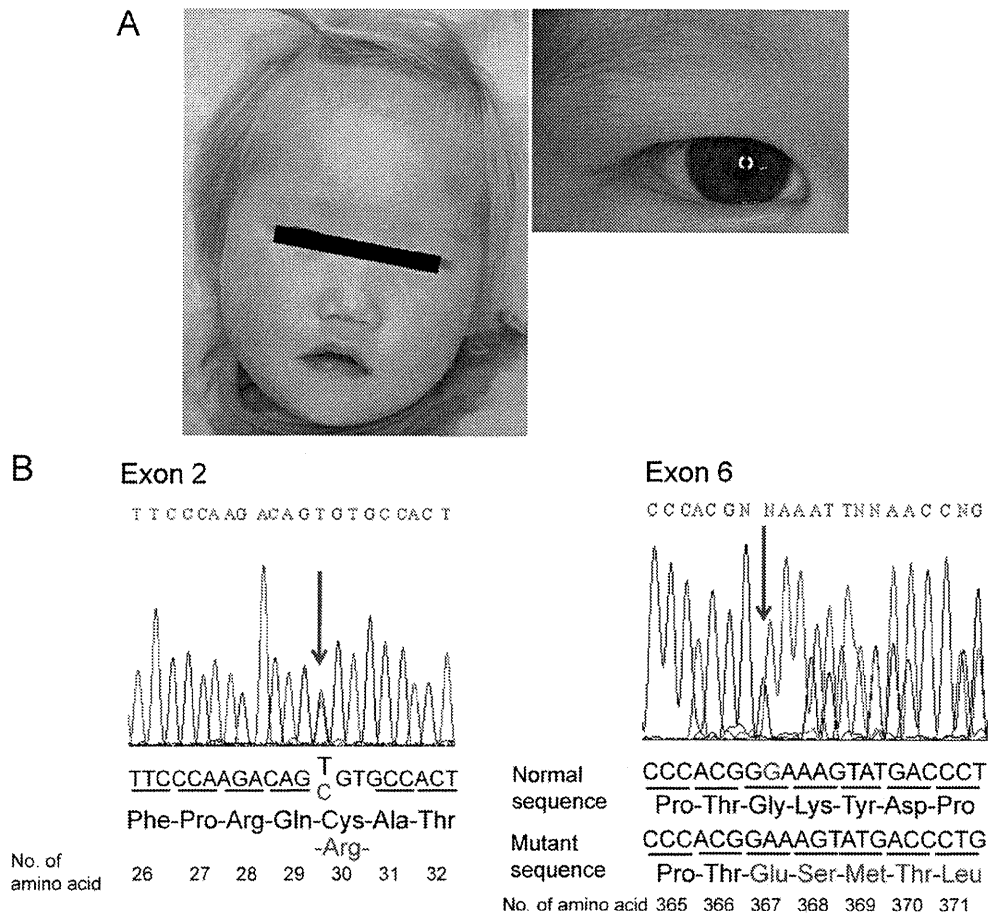 A
B
Exon 2
T T C C C A A G A C A G T G T G C C A C T
TTCCCAAGACAG T GTGCCACT
C
Phe-Pro-Arg-Gln-Cys-Ala-Thr
-Arg-
No. of amino acid
26 27 28 29 30 31 32
Exon 6
C C C A C G N N A A A T T N N A A C C N G
Normal sequence
CCCACGGGAAAGTATGACCCT
Pro-Thr-Gly-Lys-Tyr-Asp-Pro
Mutant sequence
CCCACGGAAAGTATGACCCTG
Pro-Thr-Glu-Ser-Met-Thr-Leu
No. of amino acid 365 366 367 368 369 370 371